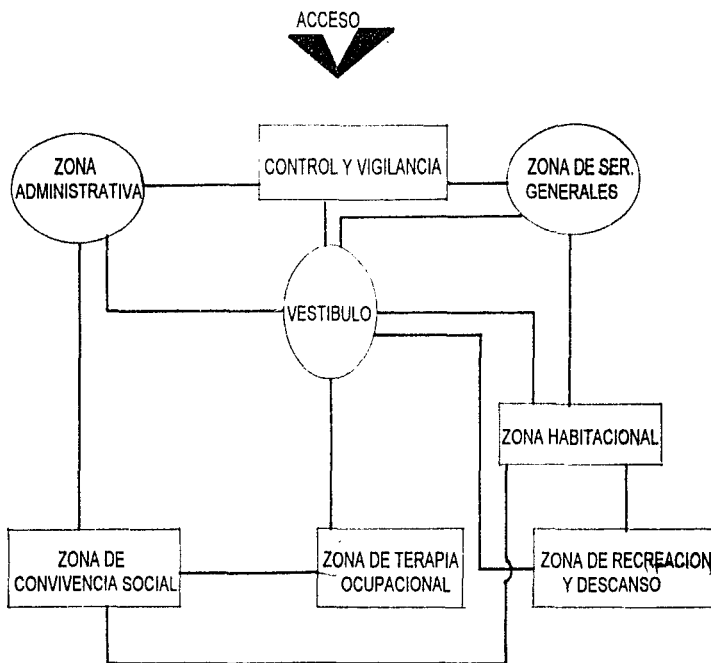 ACCESO
ZONA
ADMINISTRATIVA
CONTROL Y VIGILANCIA
ZONA DE SER.
GENERALES
VESTIBULO
ZONA HABITACIONAL
ZONA DE
CONVIVENCIA SOCIAL
ZONA DE TERAPIA
OCUPACIONAL
ZONA DE RECREACION
Y DESCANSO